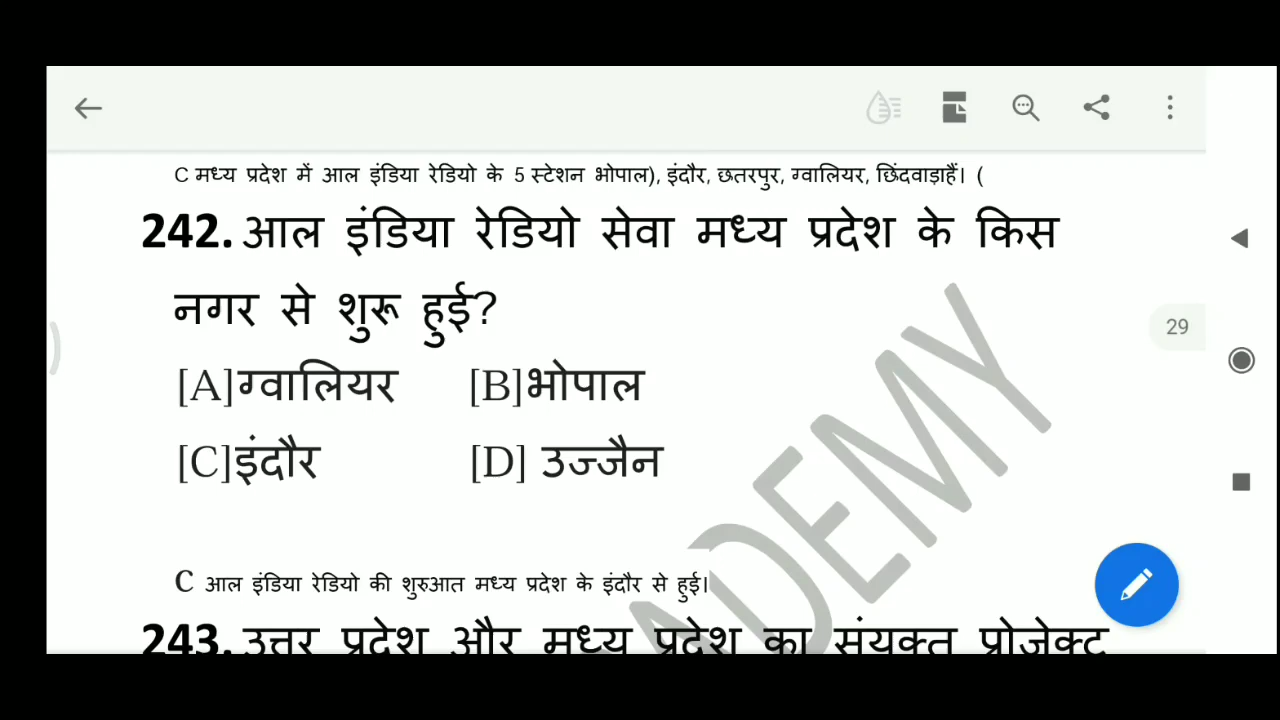 C मध्य प्रदेश में आल इंडिया रेडियो के 5 स्टेशन भोपाल), इंदौर, छतरपुर, ग्वालियर, छिंदवाड़ाहैं। (
242. आल इंडिया रेडियो सेवा मध्य प्रदेश के किस
नगर से शुरू हुई?
29
[A]ग्वालियर [B]भोपाल
[C]इंदौर [D] उज्जैन
ADEMY
C आल इंडिया रेडियो की शुरुआत मध्य प्रदेश के इंदौर से हुई।
243. उत्तर प्रदेश और मध्य प्रदेश का संयुक्त प्रोजेक्ट